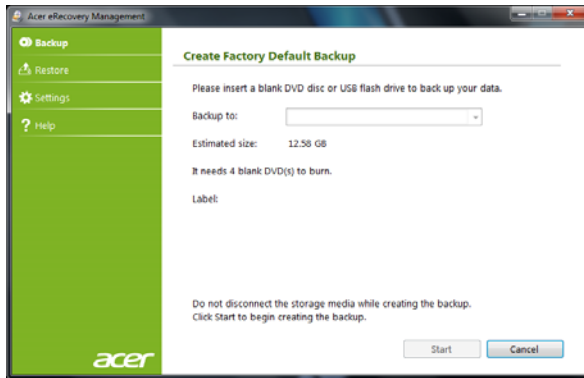 Acer eRecovery Management
Backup
Restore
Settings
? Help
Create Factory Default Backup
Please insert a blank DVD disc or USB flash drive to back up your data.
Backup to:
Estimated size: 12.58 GB
It needs 4 blank DVD(s) to burn.
Label:
Do not disconnect the storage media while creating the backup.
Click Start to begin creating the backup.
Start Cancel
acer